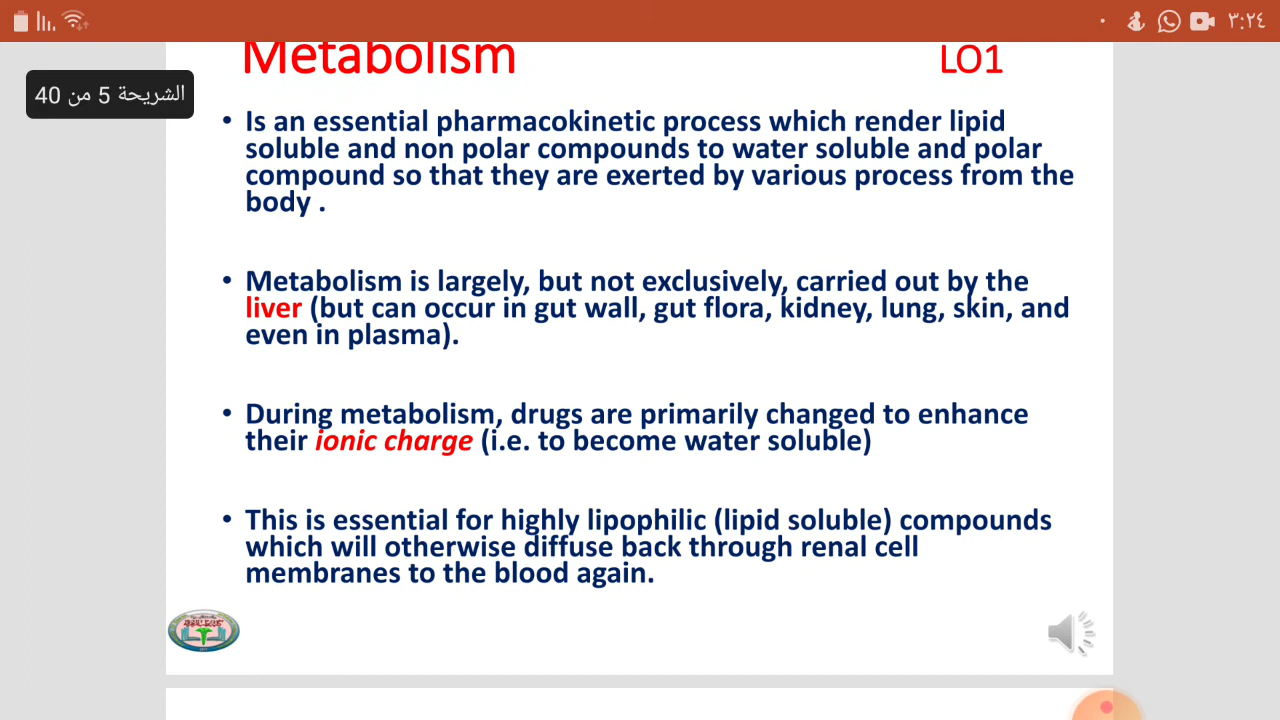 ٣:٢٤
Metabolism
LO1
الشريحة 5 من 40
• Is an essential pharmacokinetic process which render lipid
soluble and non polar compounds to water soluble and polar
compound so that they are exerted by various process from the
body .
• Metabolism is largely, but not exclusively, carried out by the
liver (but can occur in gut wall, gut flora, kidney, lung, skin, and
even in plasma).
• During metabolism, drugs are primarily changed to enhance
their ionic charge (i.e. to become water soluble)
• This is essential for highly lipophilic (lipid soluble) compounds
which will otherwise diffuse back through renal cell
membranes to the blood again.